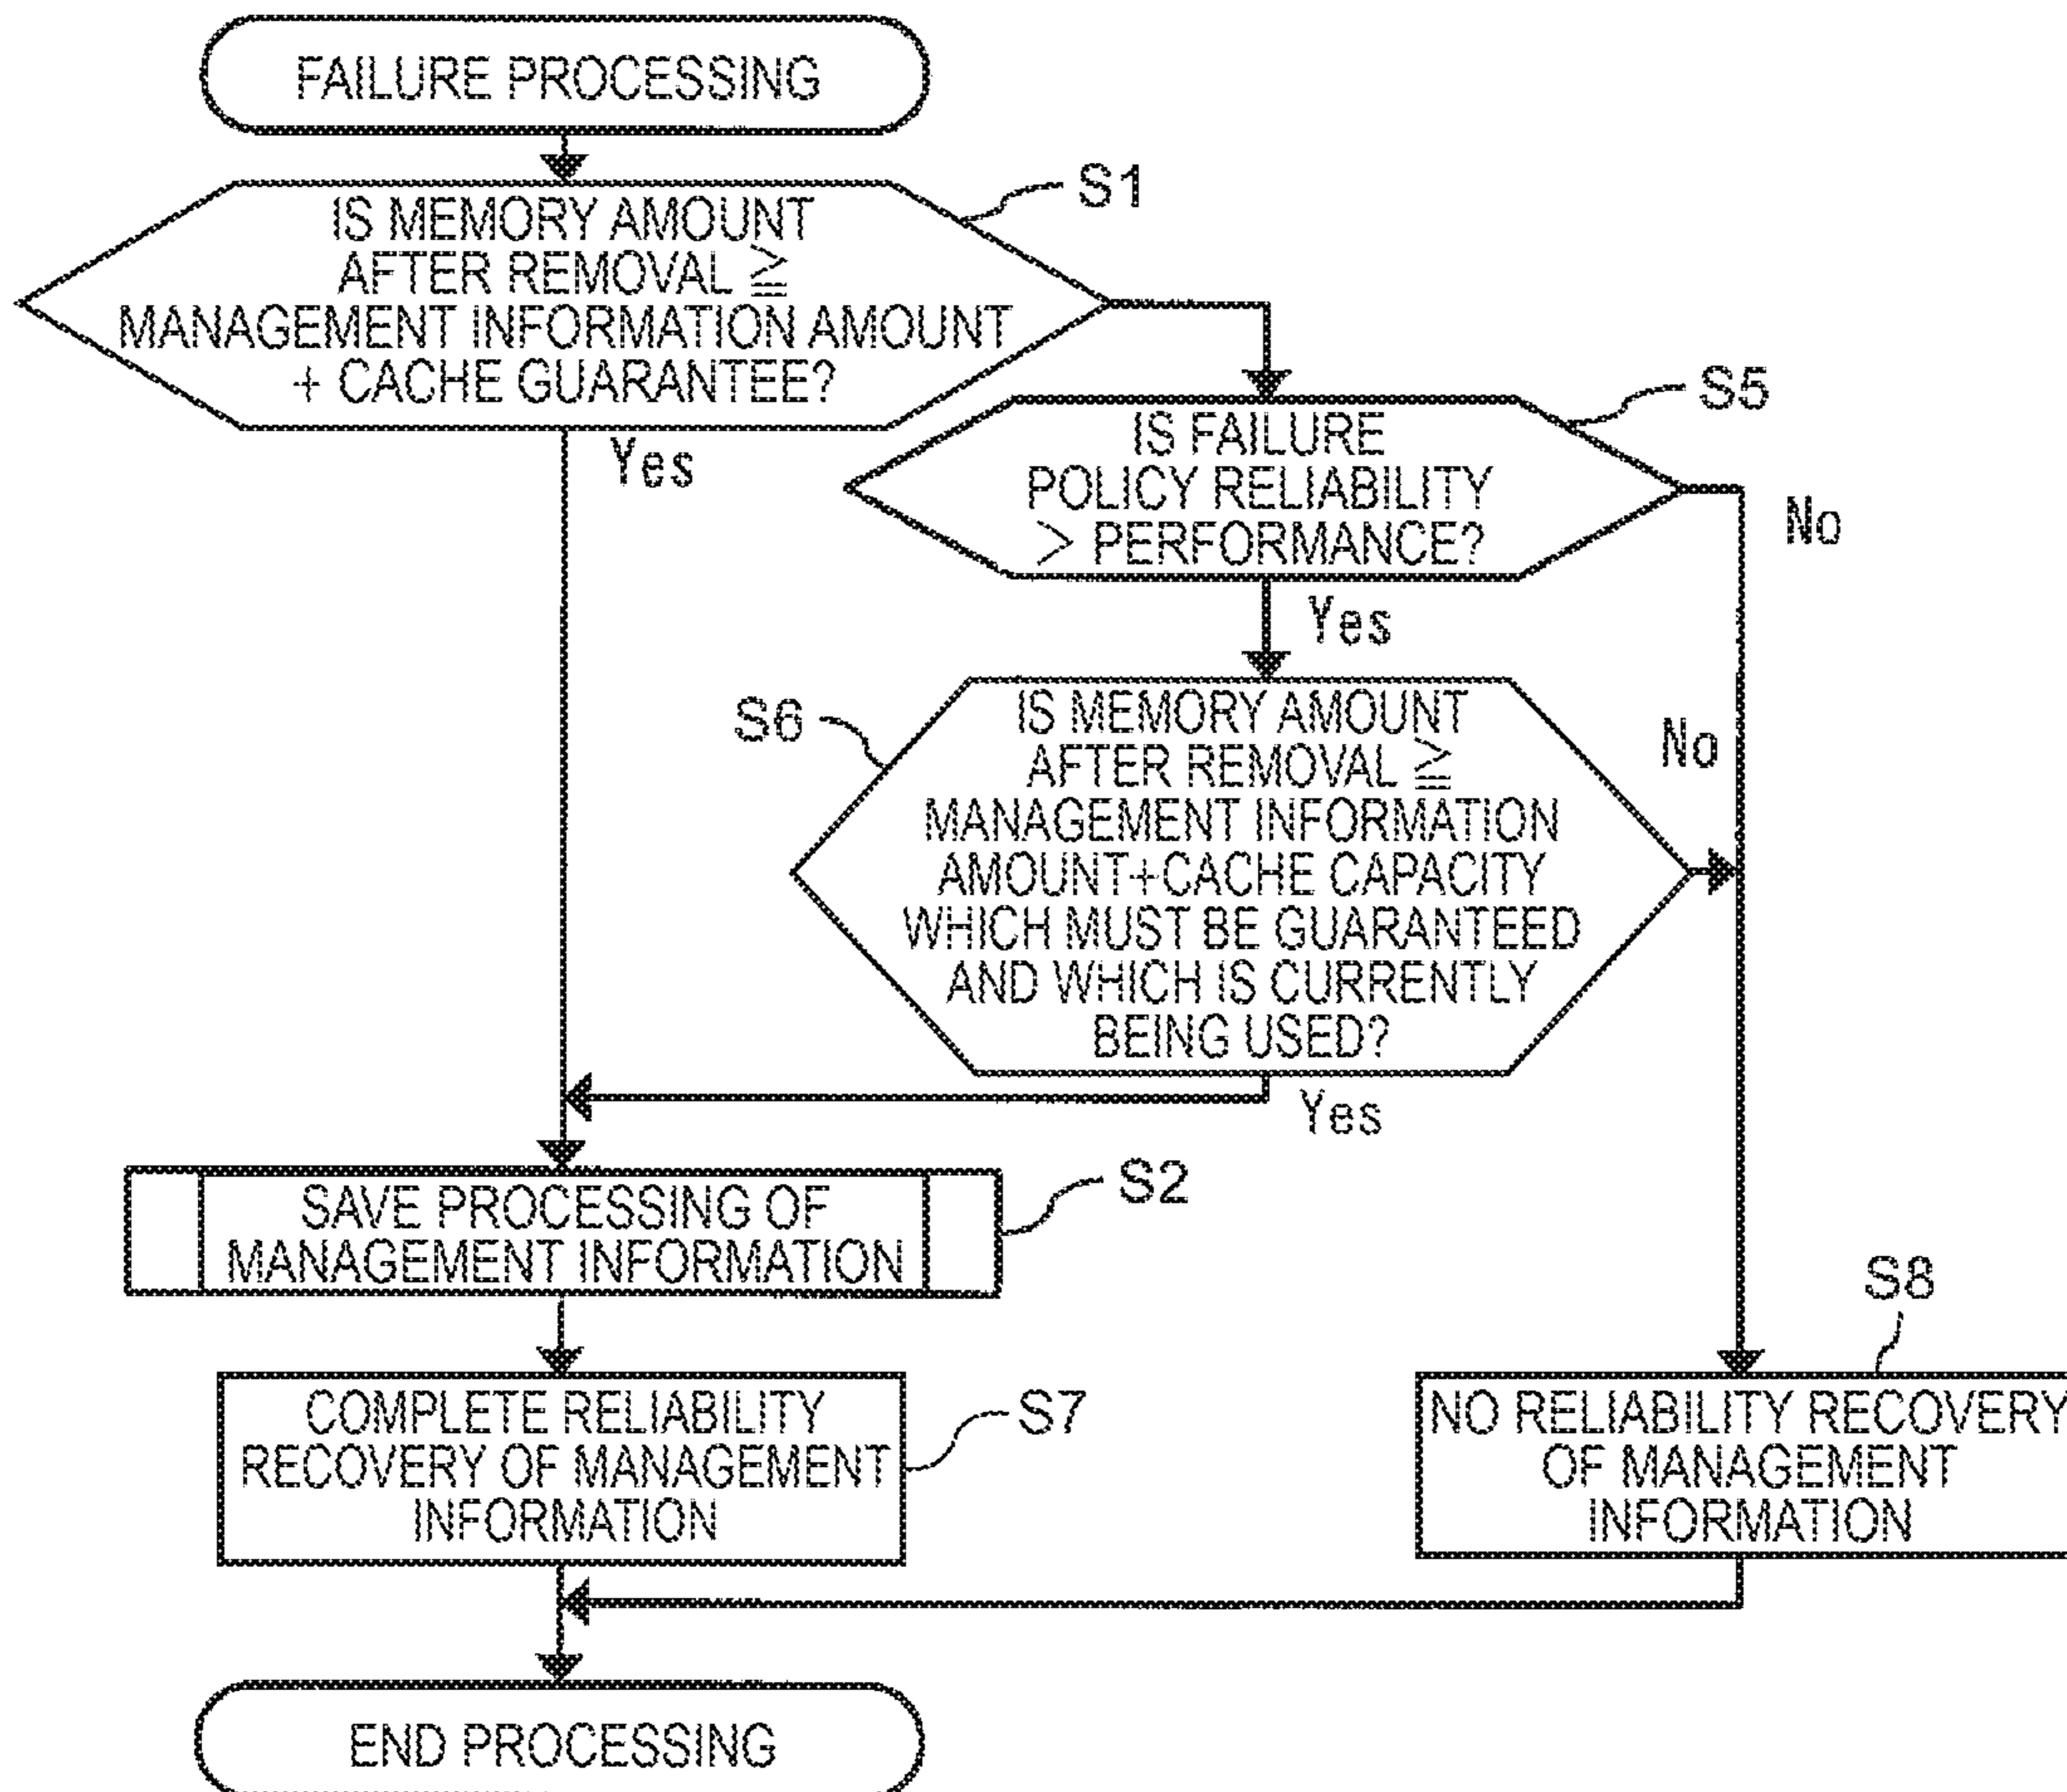 FAILURE PROCESSING
S1
IS MEMORY AMOUNT
AFTER REMOVAL ≧
MANAGEMENT INFORMATION AMOUNT
+ CACHE GUARANTEE?
Yes
S5
IS FAILURE
POLICY RELIABILITY
> PERFORMANCE?
No
Yes
S6
IS MEMORY AMOUNT
AFTER REMOVAL ≧
MANAGEMENT INFORMATION
AMOUNT+CACHE CAPACITY
WHICH MUST BE GUARANTEED
AND WHICH IS CURRENTLY
BEING USED?
No
Yes
S2
SAVE PROCESSING OF
MANAGEMENT INFORMATION
S7
COMPLETE RELIABILITY
RECOVERY OF MANAGEMENT
INFORMATION
S8
NO RELIABILITY RECOVERY
OF MANAGEMENT
INFORMATION
END PROCESSING